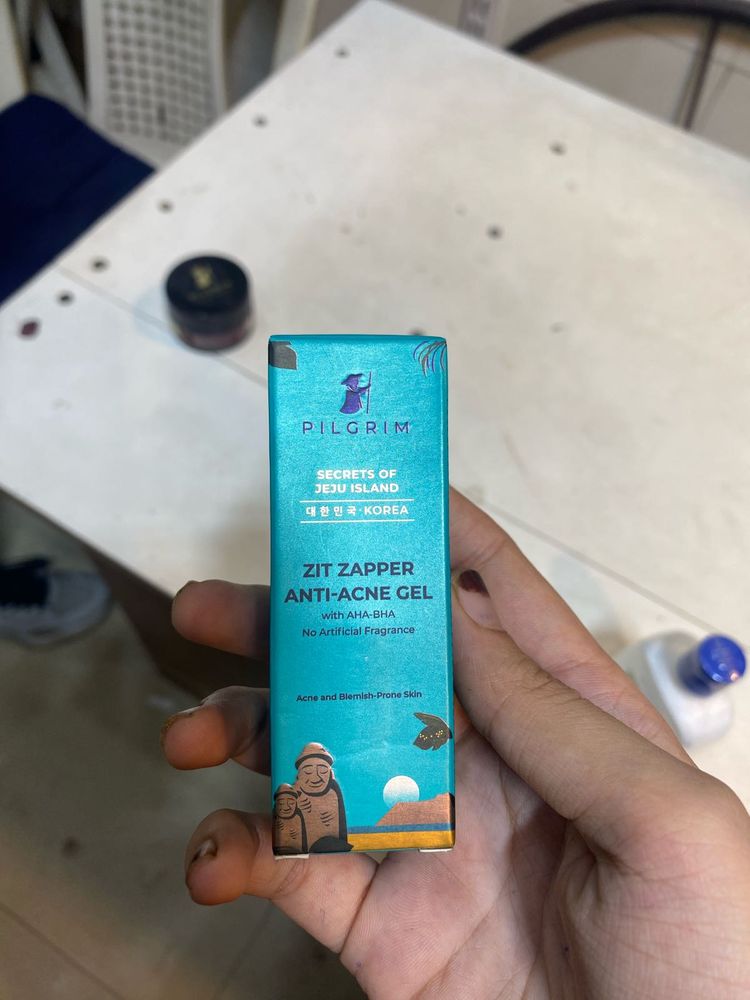 PILGRIM
SECRETS OF
JEJU ISLAND
대한민국·KOREA
ZIT ZAPPER
ANTI-ACNE GEL
with AHA-BHA
No Artificial Fragrance
Acne and Blemish-Prone Skin